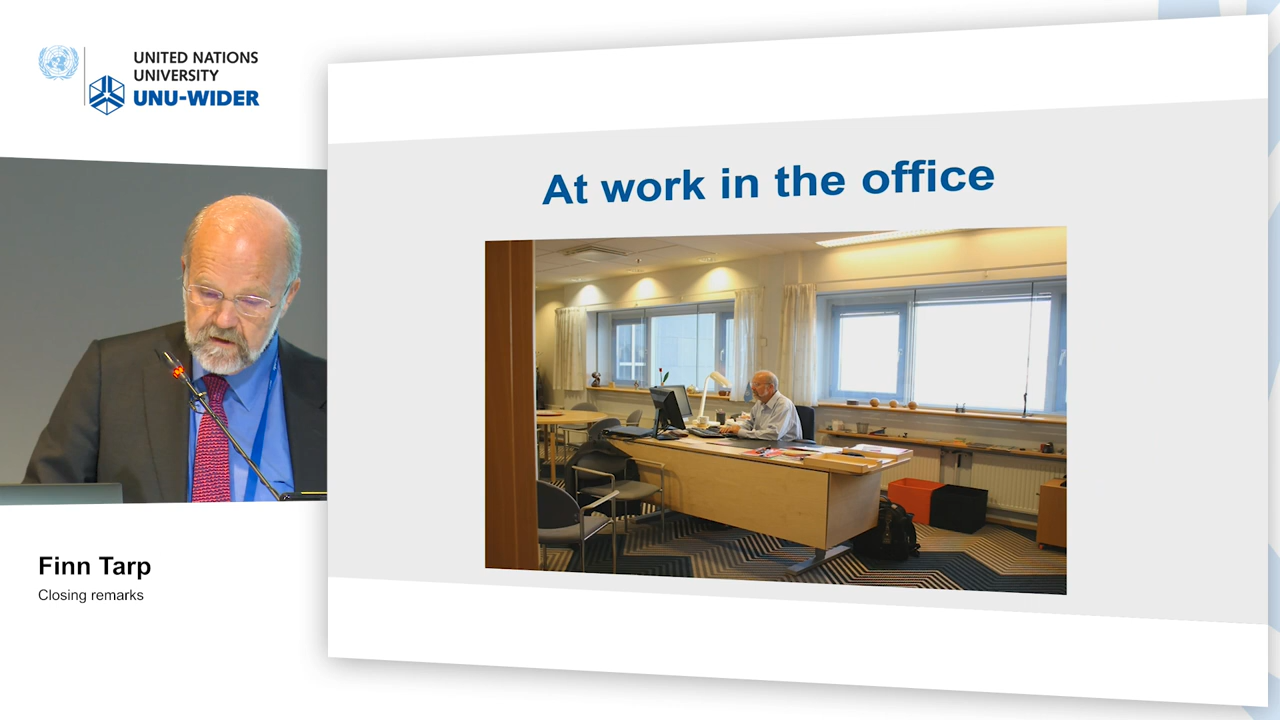 UNITED NATIONS
UNIVERSITY
UNU-WIDER
At work in the office
Finn Tarp
Closing remarks